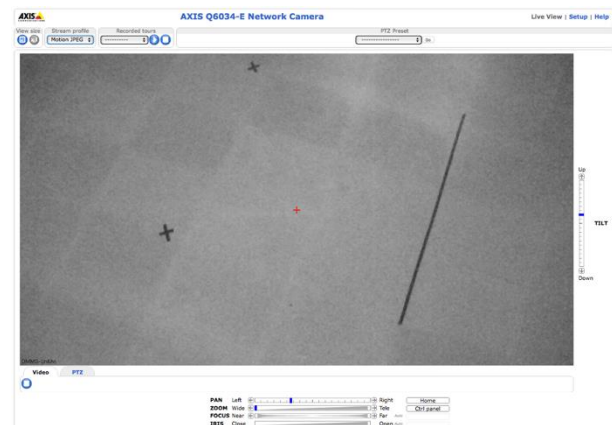 AXIS
AXIS Q6034-E Network Camera
Live View | Setup | Help
View size
Stream profile
Recorded tours
PTZ Preset
Motion JPEG
Go
Up
TILT
Down
Video
PTZ
PAN Left Right Home
ZOOM Wide Tele Ctrl panel
FOCUS Near Far
IRIS Close Open